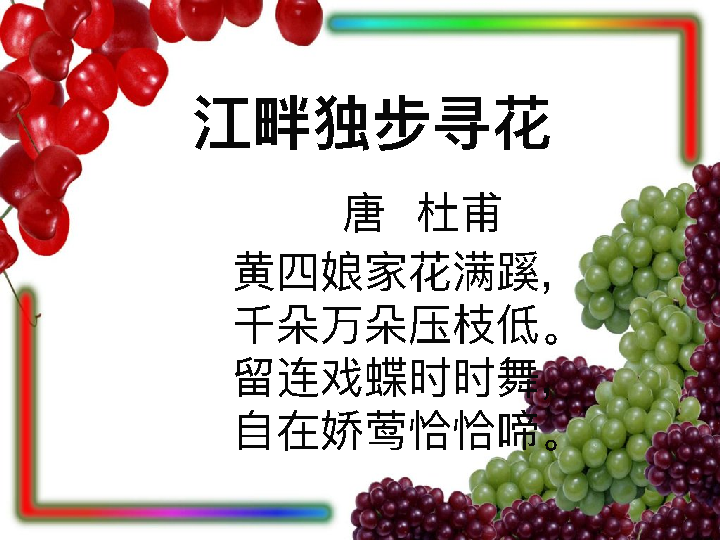 江畔独步寻花
唐 杜甫
黄四娘家花满蹊，
千朵万朵压枝低。
留连戏蝶时时舞，
自在娇莺恰恰啼。